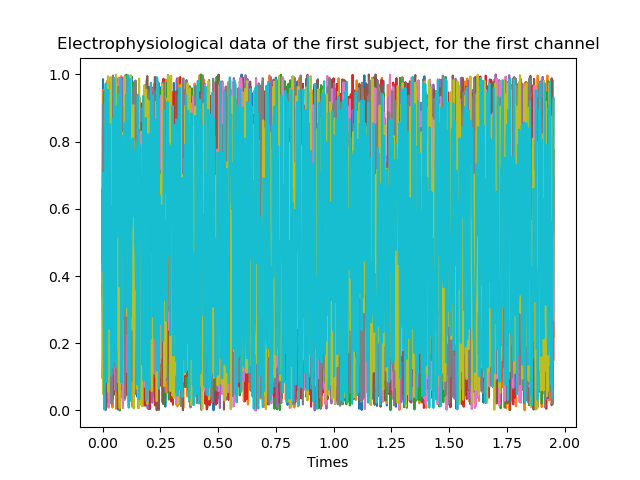 Electrophysiological data of the first subject, for the first channel
1.0
0.8
0.6
0.4
0.2
0.0
0.00 0.25 0.50 0.75 1.00 1.25 1.50 1.75 2.00
Times